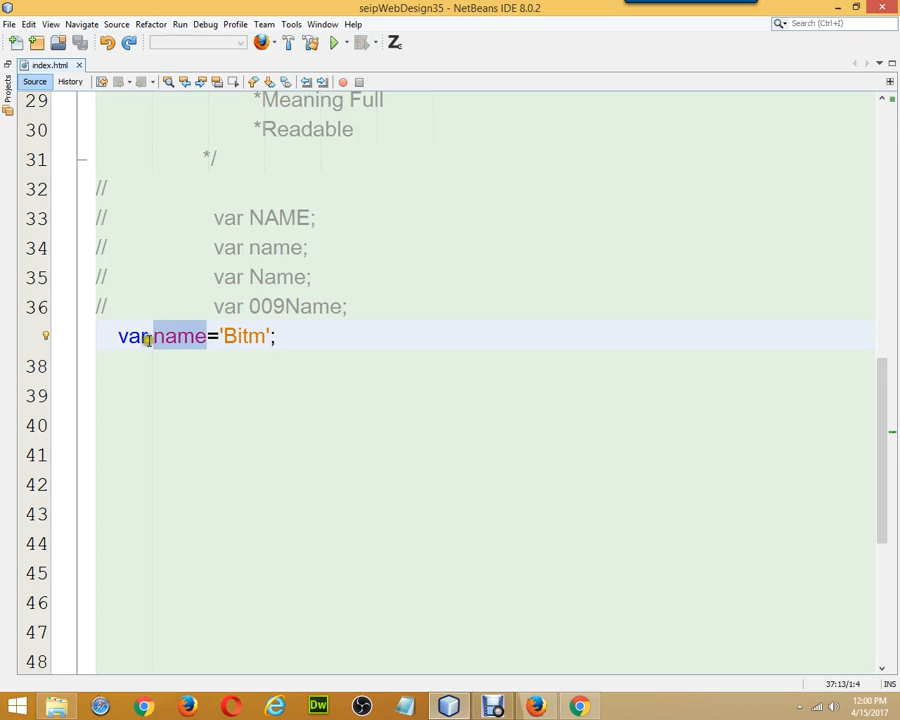 seipWebDesign35 - NetBeans IDE 8.0.2
File Edit View Navigate Source Refactor Run Debug Profile Team Tools Window Help
Search (Ctrl+I)
index.html
Source History
Projects
29 *Meaning Full
30 *Readable
31 */
32 //
33 // var NAME;
34 // var name;
35 // var Name;
36 // var 009Name;
var name='Bitm';
38
39
40
41
42
43
44
45
46
47
48
37:13/1:4 INS
12:00 PM
4/15/2017